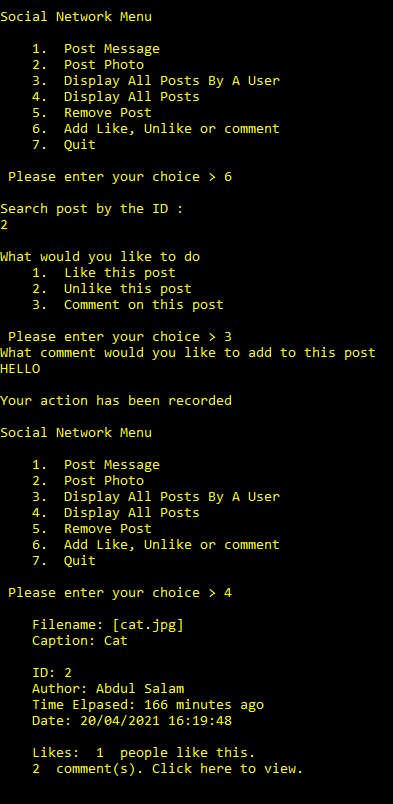 Social Network Menu
1. Post Message
2. Post Photo
3. Display All Posts By A User
4. Display All Posts
5. Remove Post
6. Add Like, Unlike or comment
7. Quit
Please enter your choice > 6
Search post by the ID :
2
What would you like to do
1. Like this post
2. Unlike this post
3. Comment on this post
Please enter your choice > 3
What comment would you like to add to this post
HELLO
Your action has been recorded
Social Network Menu
1. Post Message
2. Post Photo
3. Display All Posts By A User
4. Display All Posts
5. Remove Post
6. Add Like, Unlike or comment
7. Quit
Please enter your choice > 4
Filename: [cat.jpg]
Caption: Cat
ID: 2
Author: Abdul Salam
Time Elpased: 166 minutes ago
Date: 20/04/2021 16:19:48
Likes: 1 people like this.
2 comment(s). Click here to view.